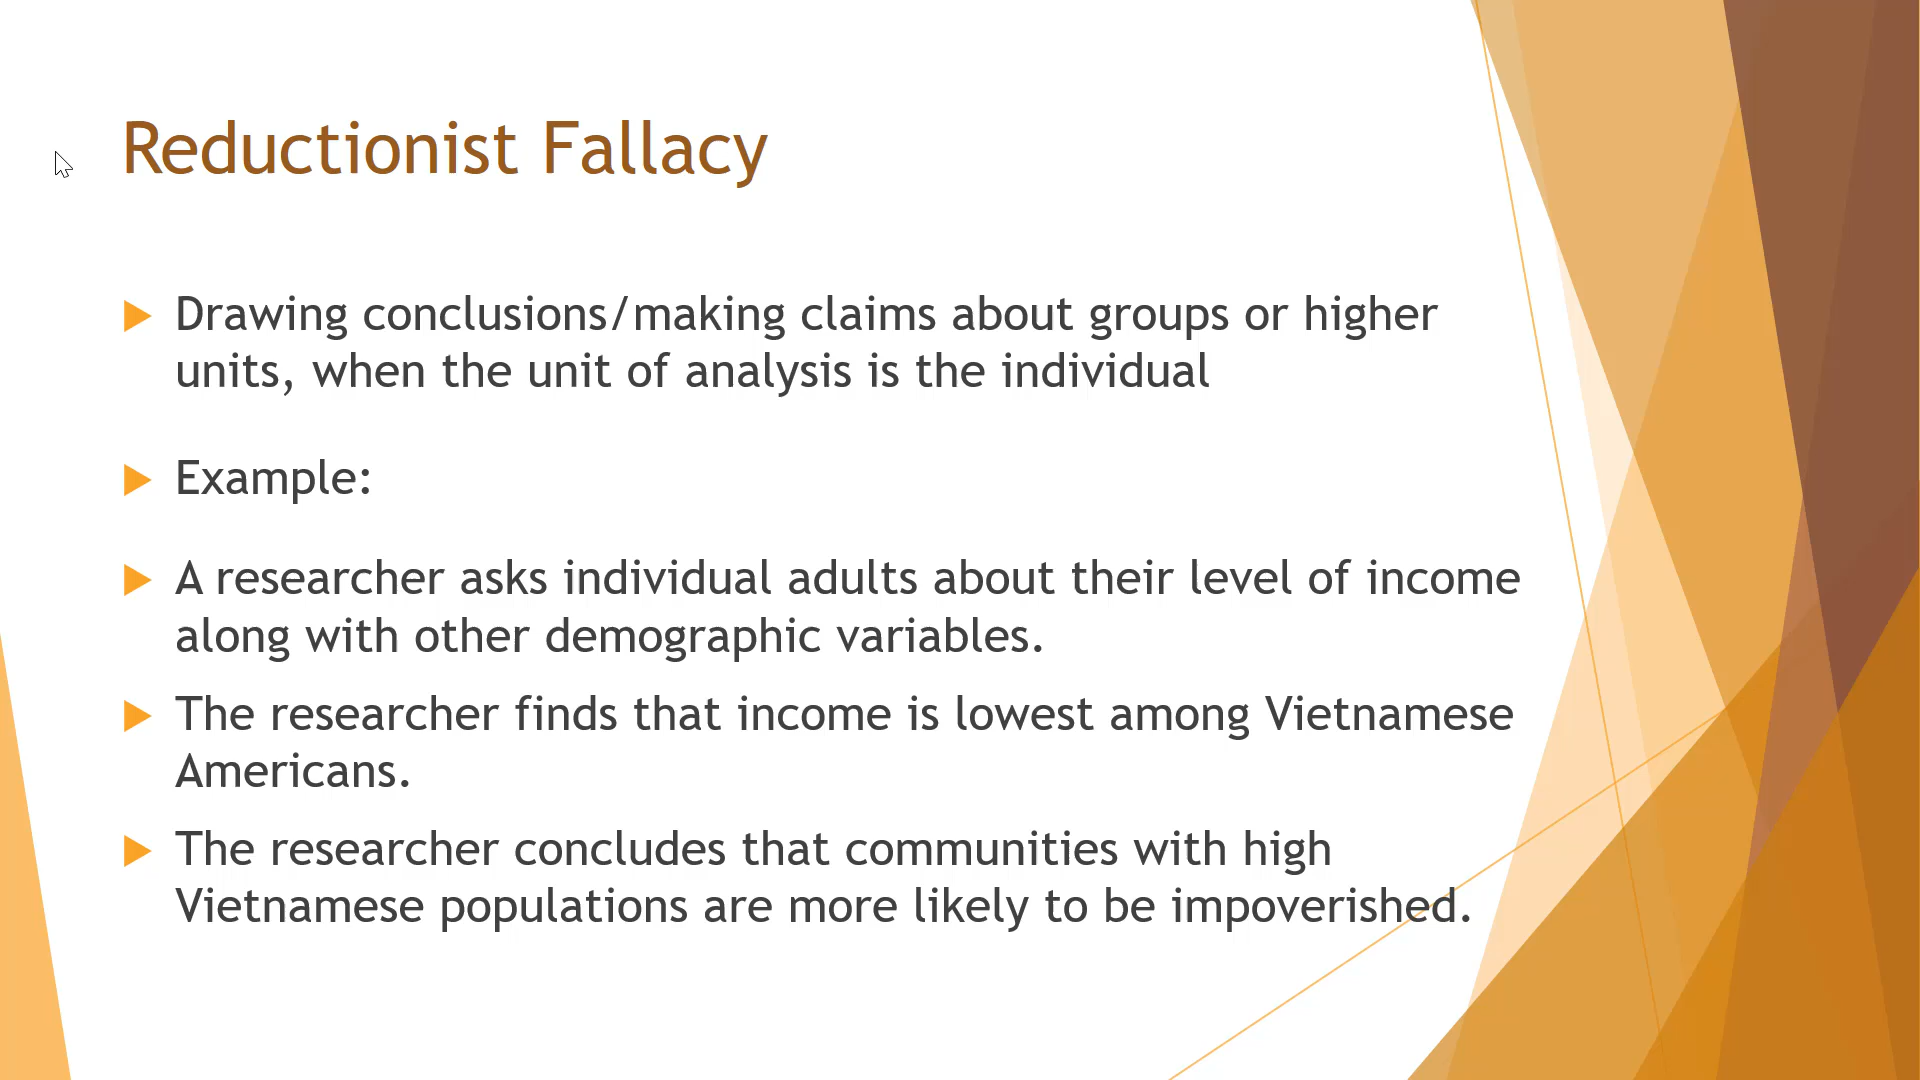 Reductionist Fallacy
Drawing conclusions/making claims about groups or higher
units, when the unit of analysis is the individual
Example:
A researcher asks individual adults about their level of income
along with other demographic variables.
The researcher finds that income is lowest among Vietnamese
Americans.
The researcher concludes that communities with high
Vietnamese populations are more likely to be impoverished.